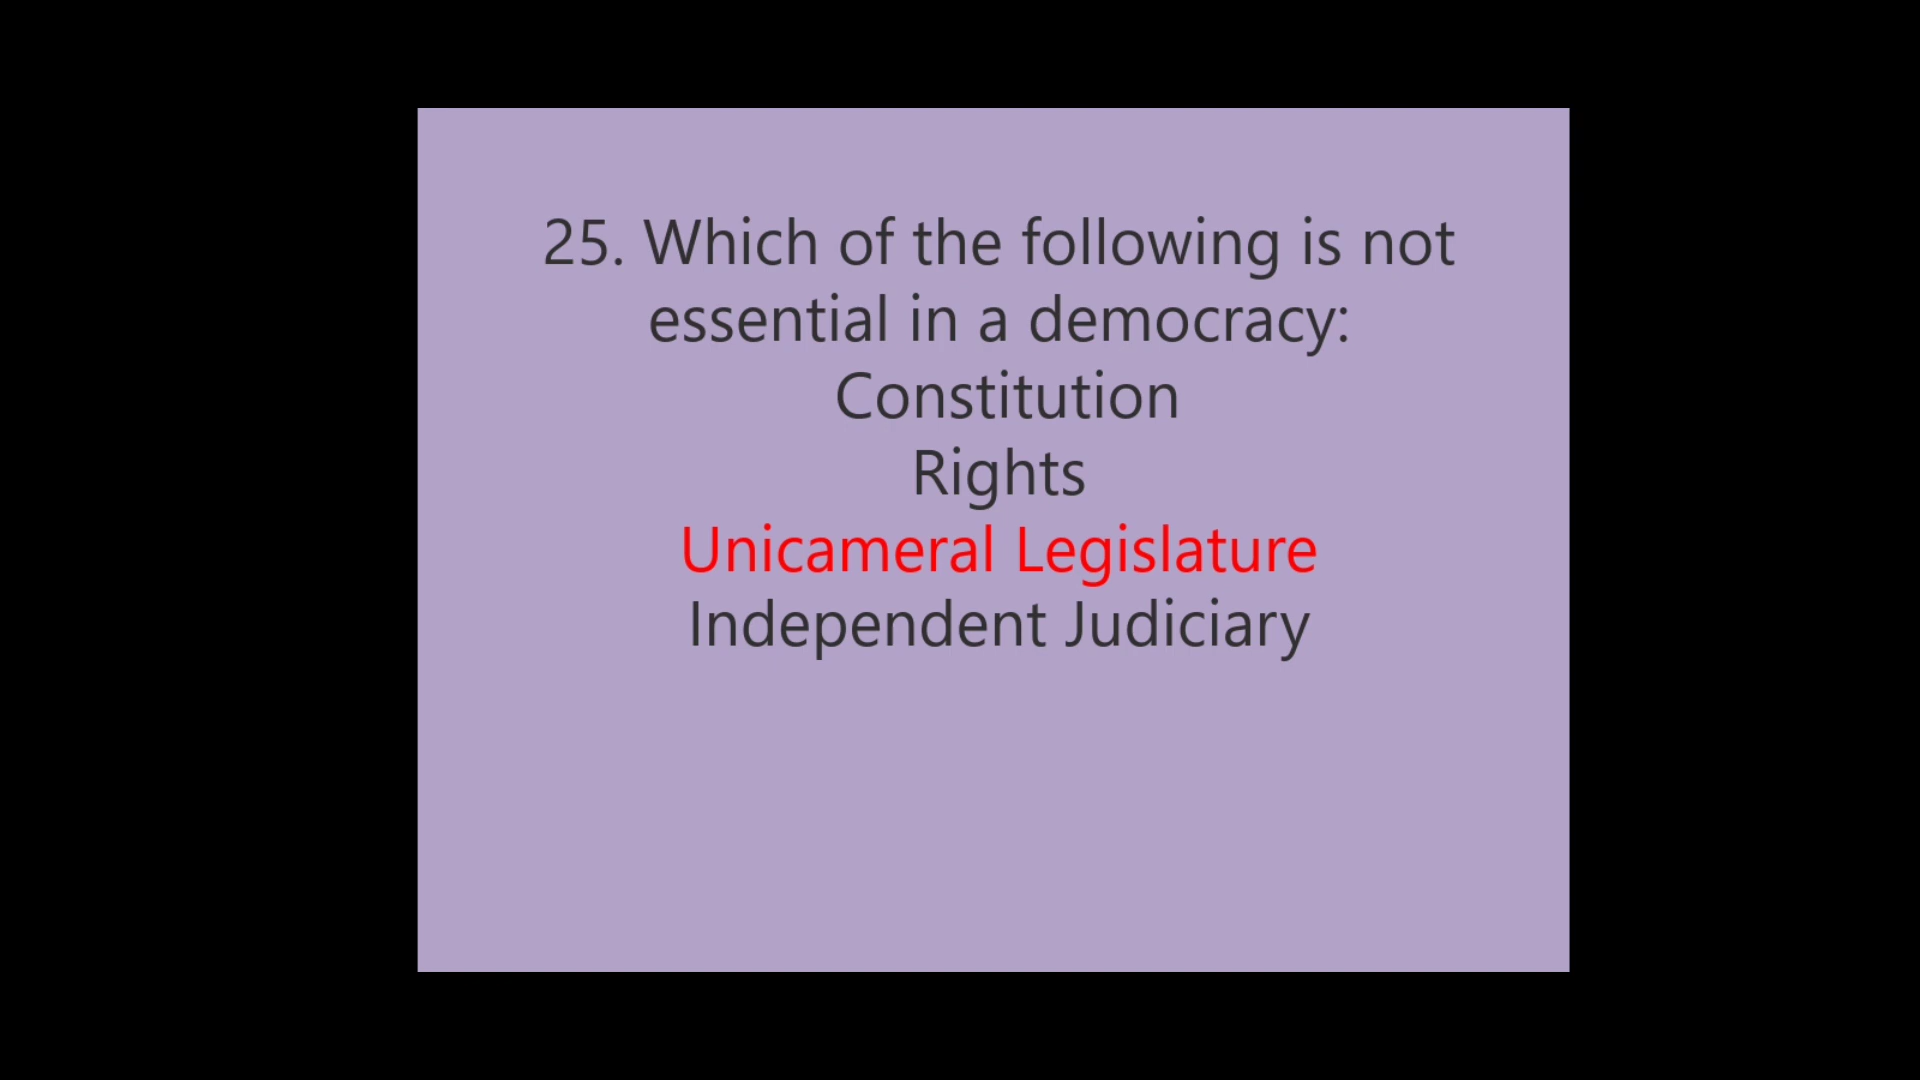 25. Which of the following is not
essential in a democracy:
Constitution
Rights
Unicameral Legislature
Independent Judiciary